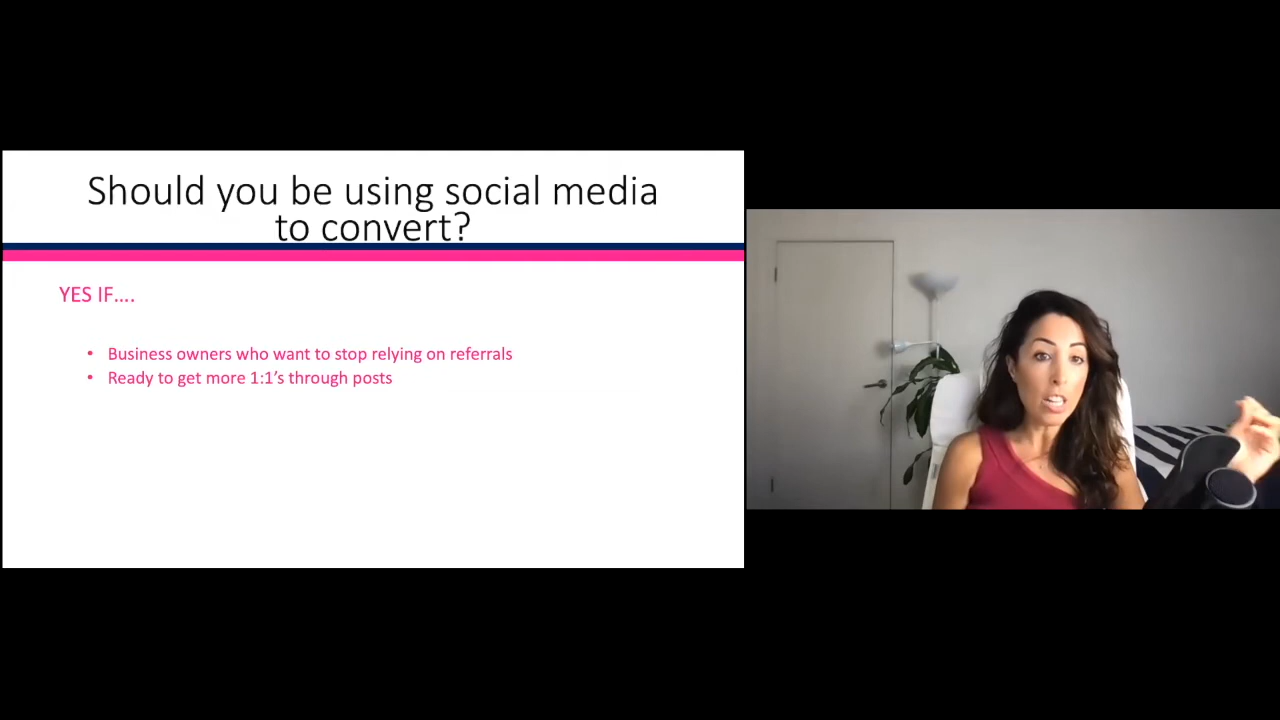 Should you be using social media
to convert?
YES IF....
• Business owners who want to stop relying on referrals
• Ready to get more 1:1's through posts